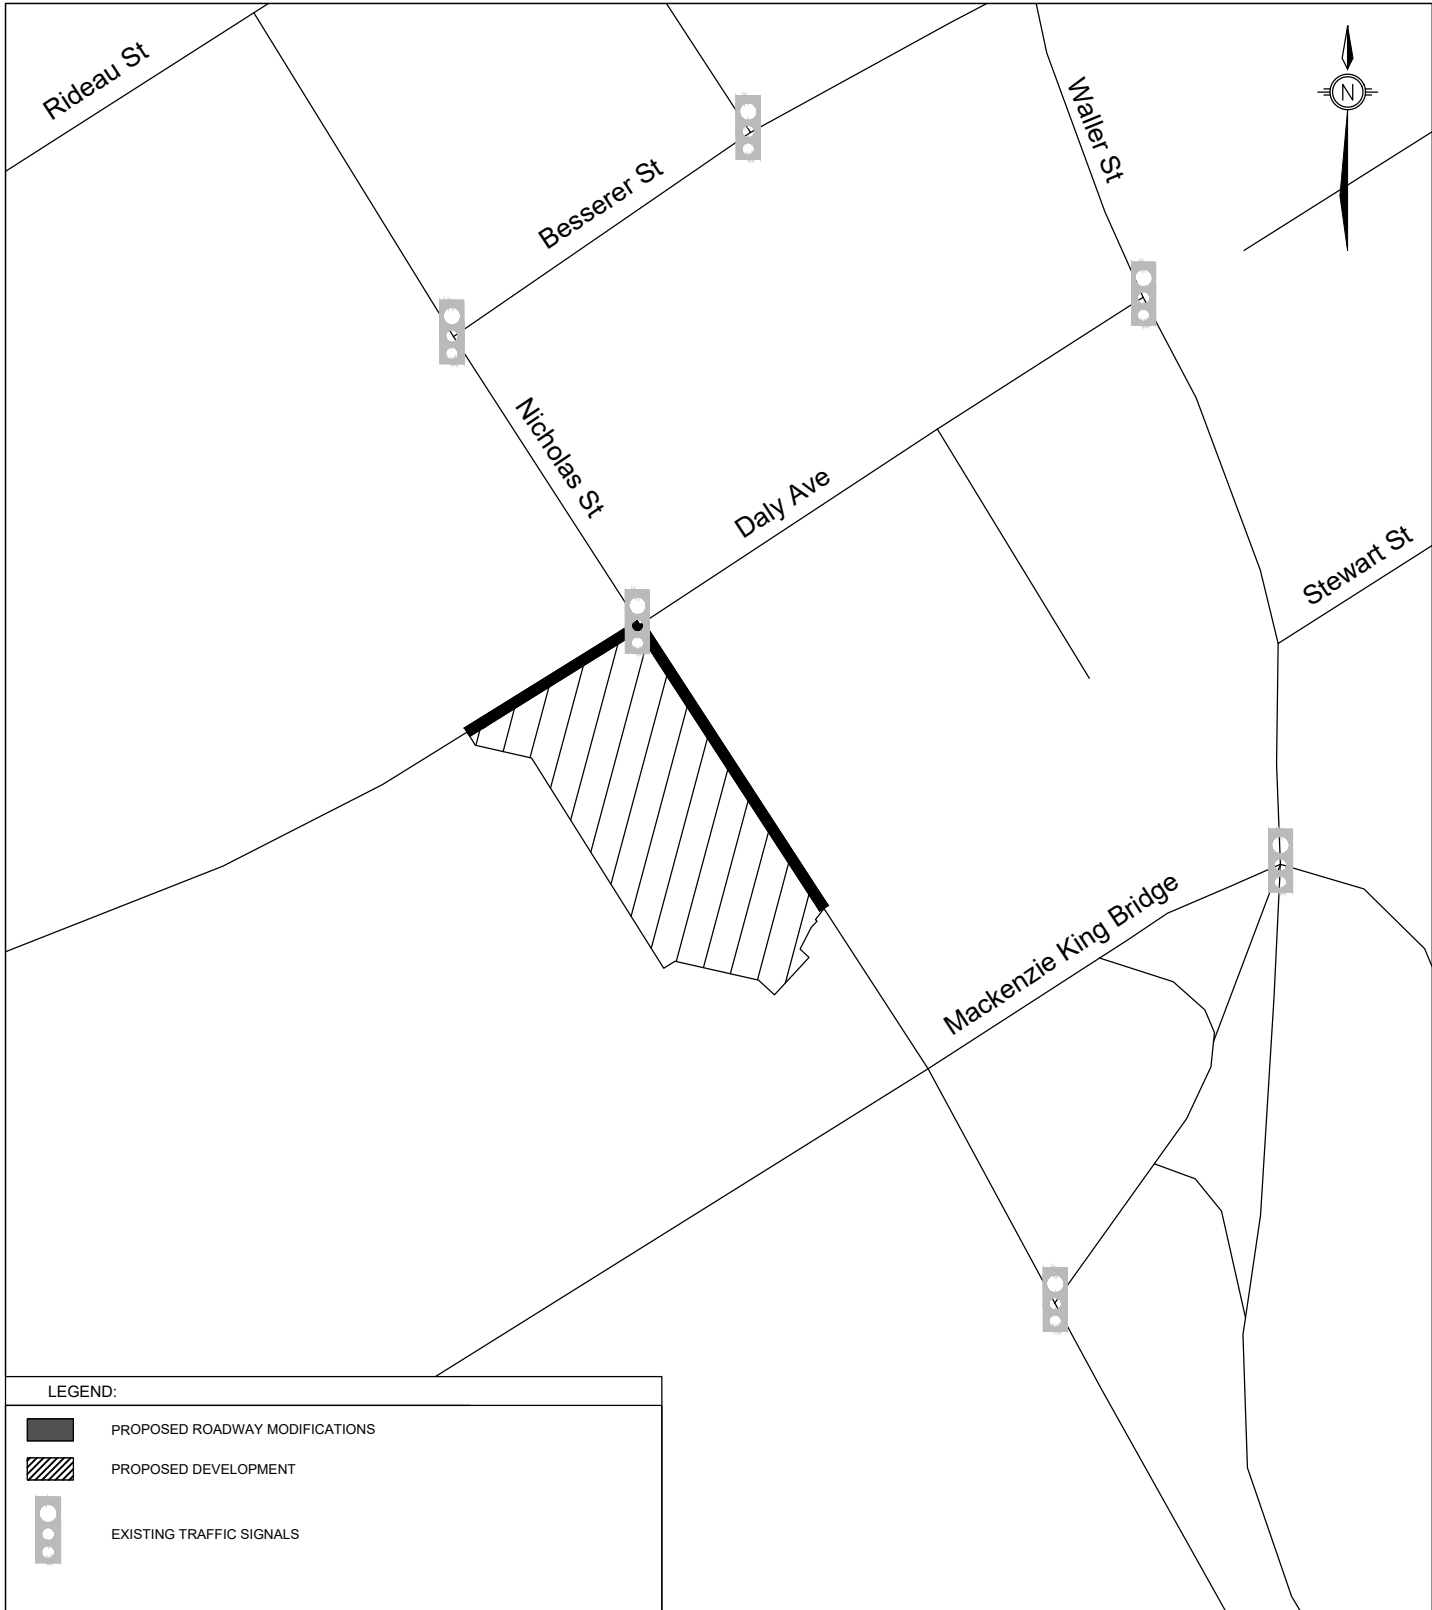 Rideau St
Waller St
N
Besserer St
Nicholas St
Daly Ave
Stewart St
Mackenzie King Bridge
LEGEND:
PROPOSED ROADWAY MODIFICATIONS
PROPOSED DEVELOPMENT
EXISTING TRAFFIC SIGNALS